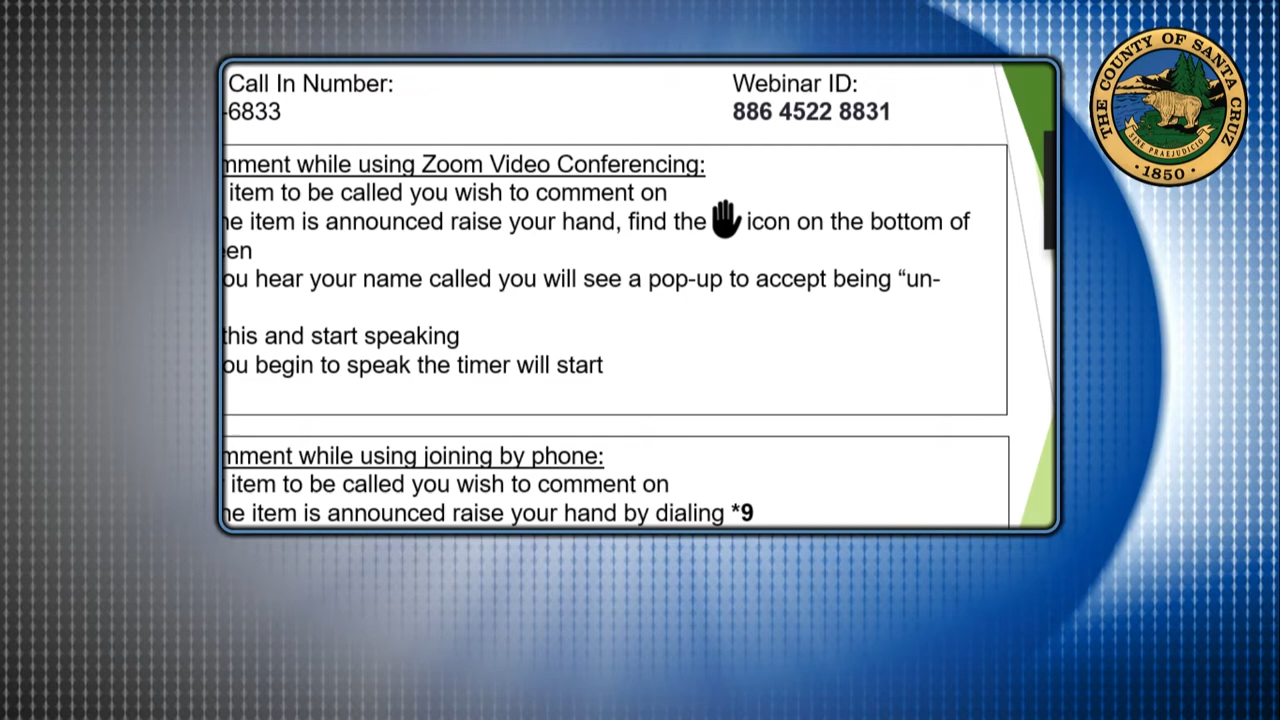 Call In Number:
Webinar ID:
-6833
886 4522 8831
mment while using Zoom Video Conferencing:
item to be called you wish to comment on
he item is announced raise your hand, find the icon on the bottom of
en
ou hear your name called you will see a pop-up to accept being “un-
this and start speaking
ou begin to speak the timer will start
mment while using joining by phone:
item to be called you wish to comment on
he item is announced raise your hand by dialing *9
THE COUNTY OF SANTA CRUZ
SINE PRAEJUDICIO
· 1850 ·